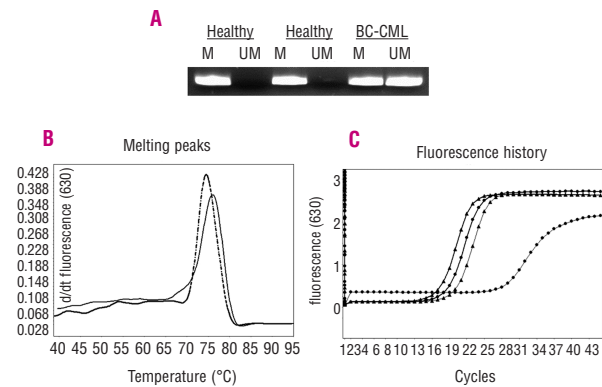 A
Healthy Healthy BC-CML
M UM M UM M UM
B
Melting peaks
0.428
0.388
0.348
0.308
0.268
0.228
0.188
0.148
0.108
0.068
0.028
d/dt fluorescence (630)
40 45 50 55 60 65 70 75 80 85 90 95
Temperature (°C)
C
Fluorescence history
3
2
1
0
fluorescence (630)
1234 6 8 10 13 16 19 22 25 2831 34 37 40 43
Cycles